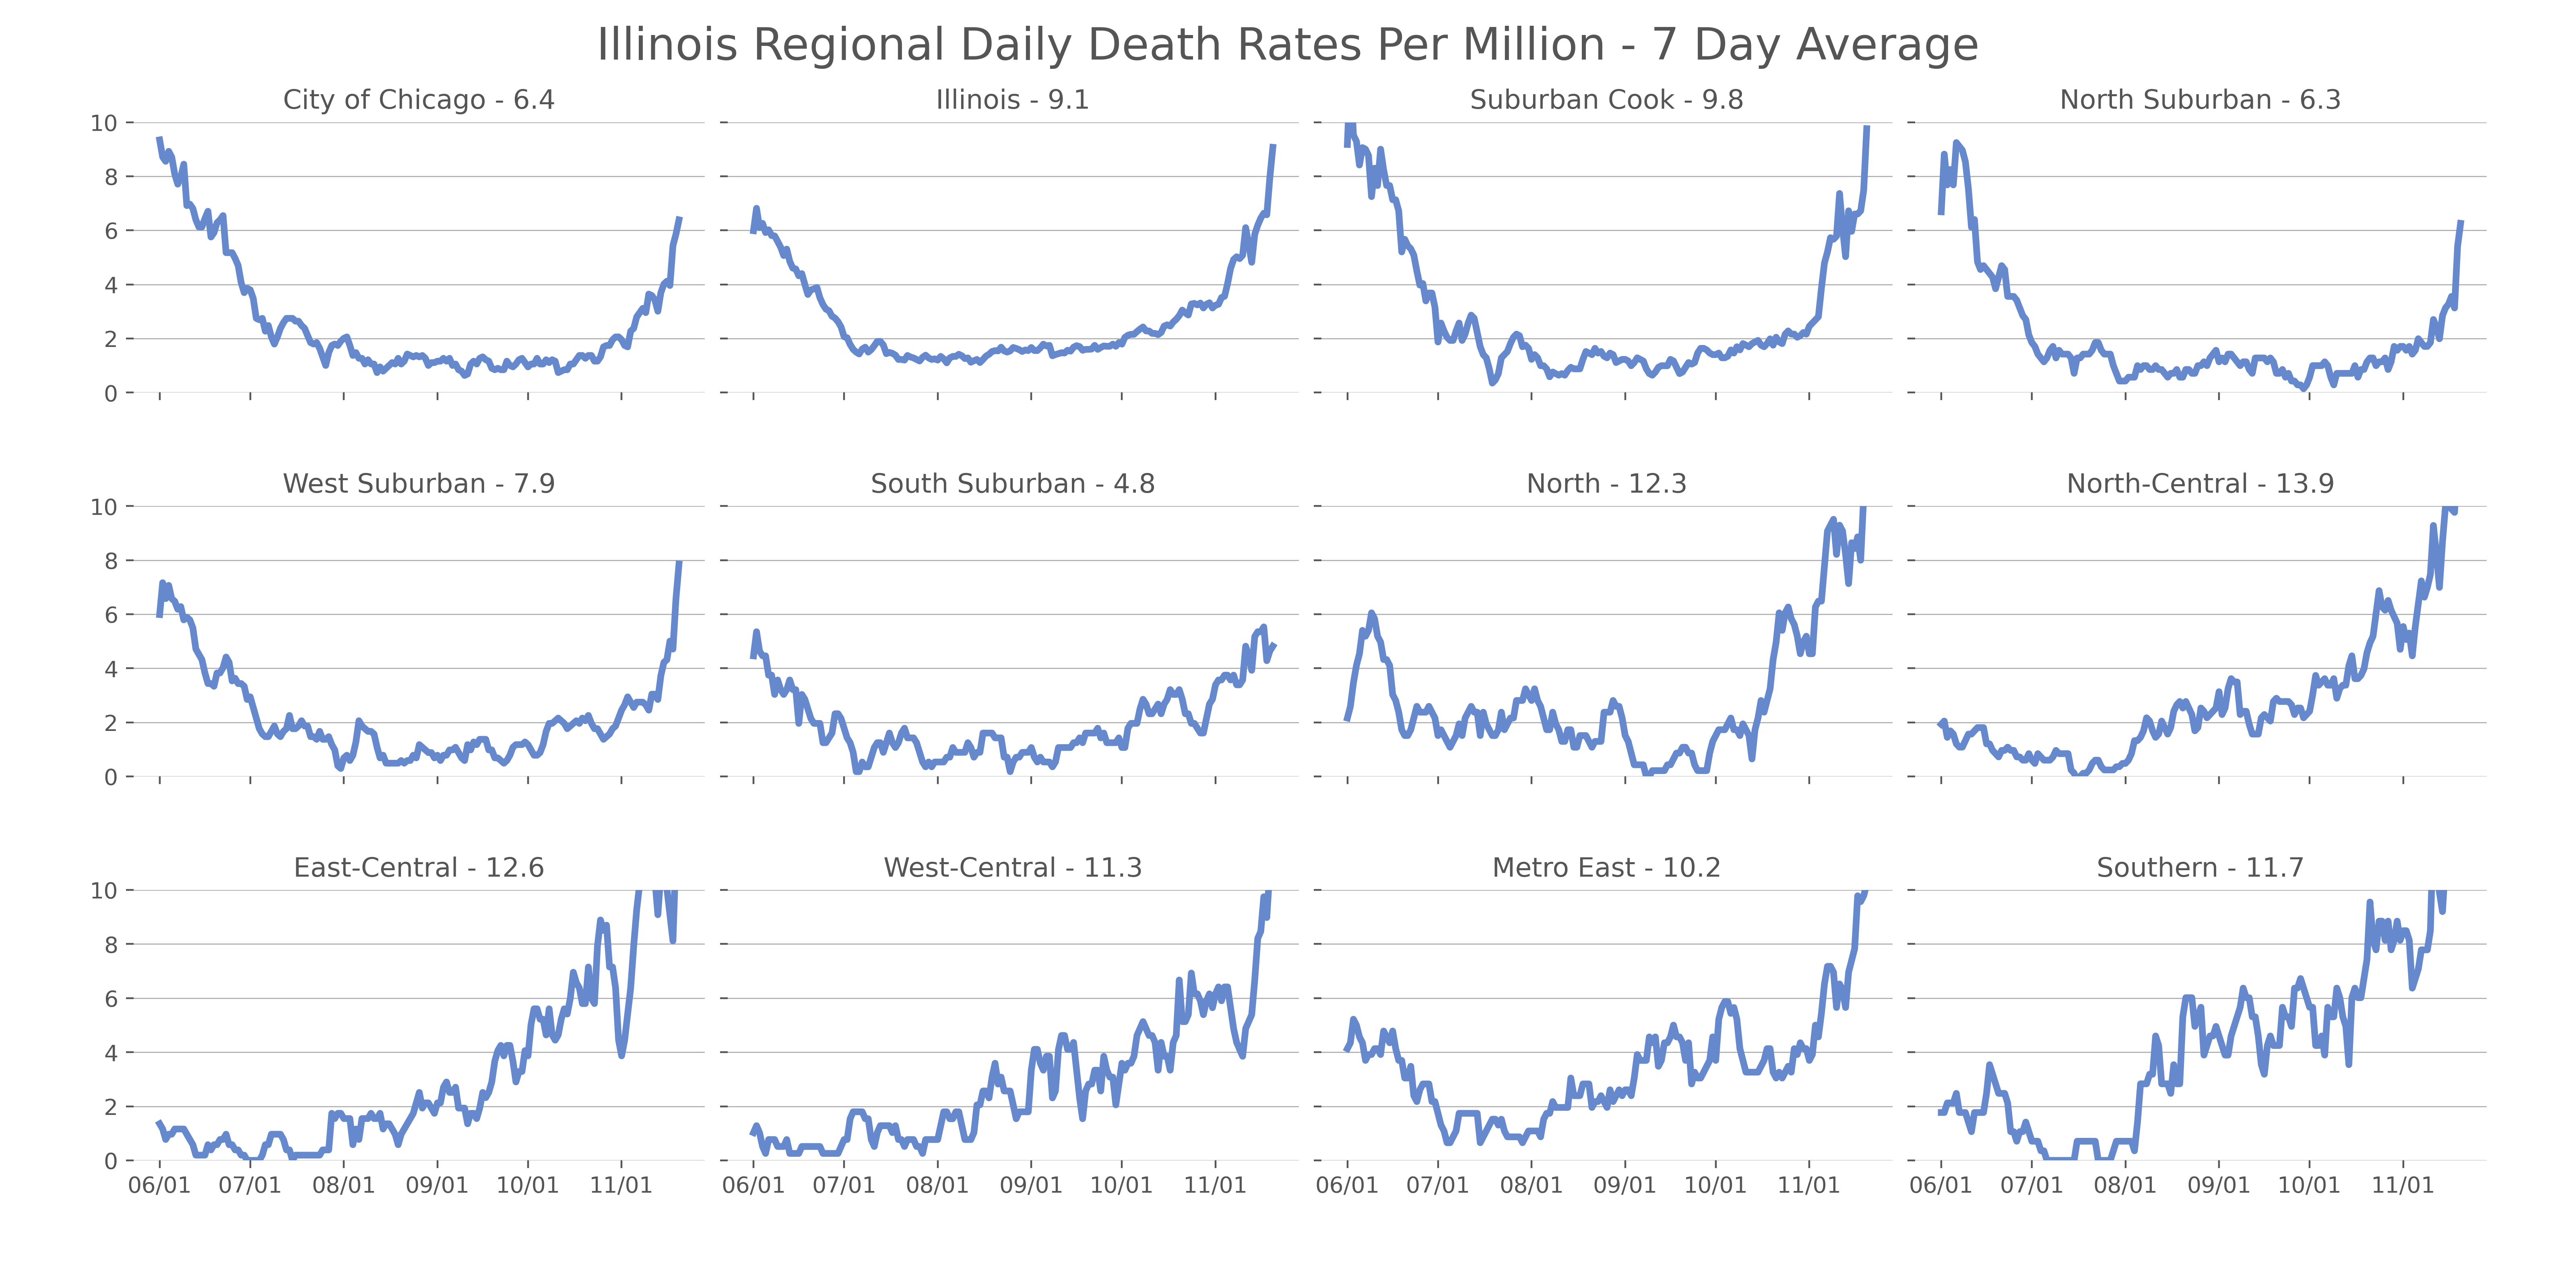 Illinois Regional Daily Death Rates Per Million - 7 Day Average
City of Chicago - 6.4
Illinois - 9.1
Suburban Cook - 9.8
North Suburban - 6.3
10
8
6
4
2
0
West Suburban - 7.9
South Suburban - 4.8
North - 12.3
North-Central - 13.9
10
8
6
4
2
0
East-Central - 12.6
West-Central - 11.3
Metro East - 10.2
Southern - 11.7
10
8
6
4
2
0
06/01 07/01 08/01 09/01 10/01 11/01
06/01 07/01 08/01 09/01 10/01 11/01
06/01 07/01 08/01 09/01 10/01 11/01
06/01 07/01 08/01 09/01 10/01 11/01